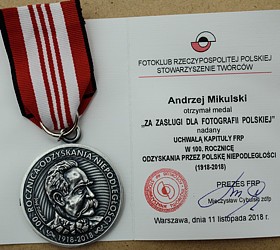 FOTOKLUB RZECZYPOSPOLITEJ POLSKIEJ
STOWARZYSZENIE TWÓRCÓW
Andrzej Mikulski
otrzymał medal
„ZA ZASŁUGI DLA FOTOGRAFII POLSKIEJ"
nadany
UCHWAŁĄ KAPITUŁY FRP
W 100. ROCZNICĘ
ODZYSKANIA PRZEZ POLSKĘ NIEPODLEGŁOŚCI
(1918-2018)
PREZES FRP
Mieczysław Cybulski zdfp
Warszawa, dnia 11 listopada 2018 r.
100. ROCZNICA ODZYSKANIA NIEPODLEGŁOŚCI
1918-2018